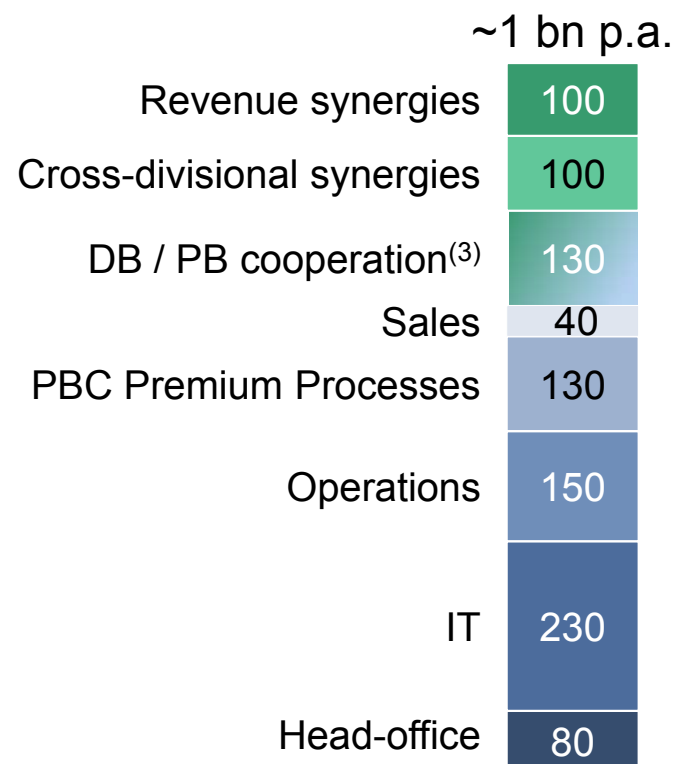 ~1 bn p.a.
Revenue synergies 100
Cross-divisional synergies 100
DB / PB cooperation(3) 130
Sales 40
PBC Premium Processes 130
Operations 150
IT 230
Head-office 80